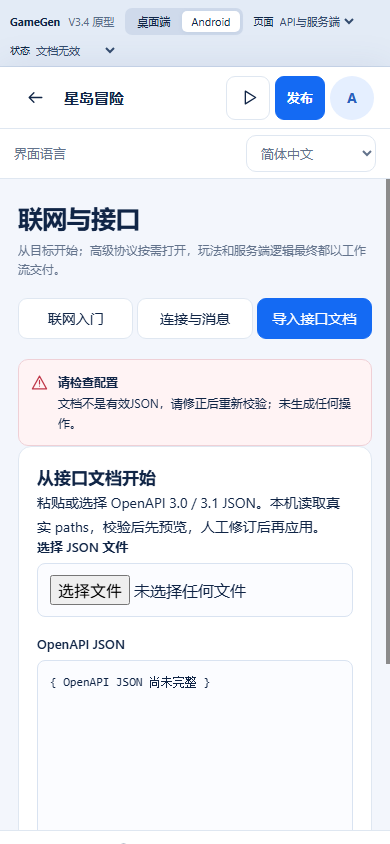 GameGen V3.4 原型 桌面端 Android 页面 API与服务端
状态 文档无效
星岛冒险 发布 A
界面语言 简体中文
联网与接口
从目标开始；高级协议按需打开，玩法和服务端逻辑最终都以工作
流交付。
联网入门 连接与消息 导入接口文档
请检查配置
文档不是有效JSON，请修正后重新校验；未生成任何操
作。
从接口文档开始
粘贴或选择 OpenAPI 3.0 / 3.1 JSON。本机读取真
实 paths，校验后先预览，人工修订后再应用。
选择 JSON 文件
选择文件 未选择任何文件
OpenAPI JSON
{ OpenAPI JSON 尚未完整 }